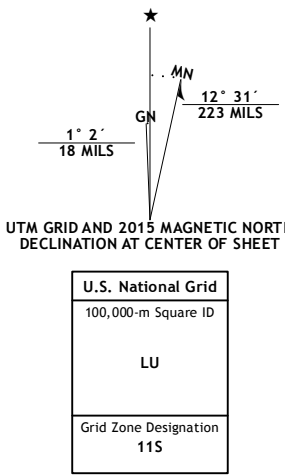 ★
MN
GN
12° 31´
223 MILS
1° 2´
18 MILS
UTM GRID AND 2015 MAGNETIC NORTH
DECLINATION AT CENTER OF SHEET
U.S. National Grid
100,000-m Square ID
LU
Grid Zone Designation
11S